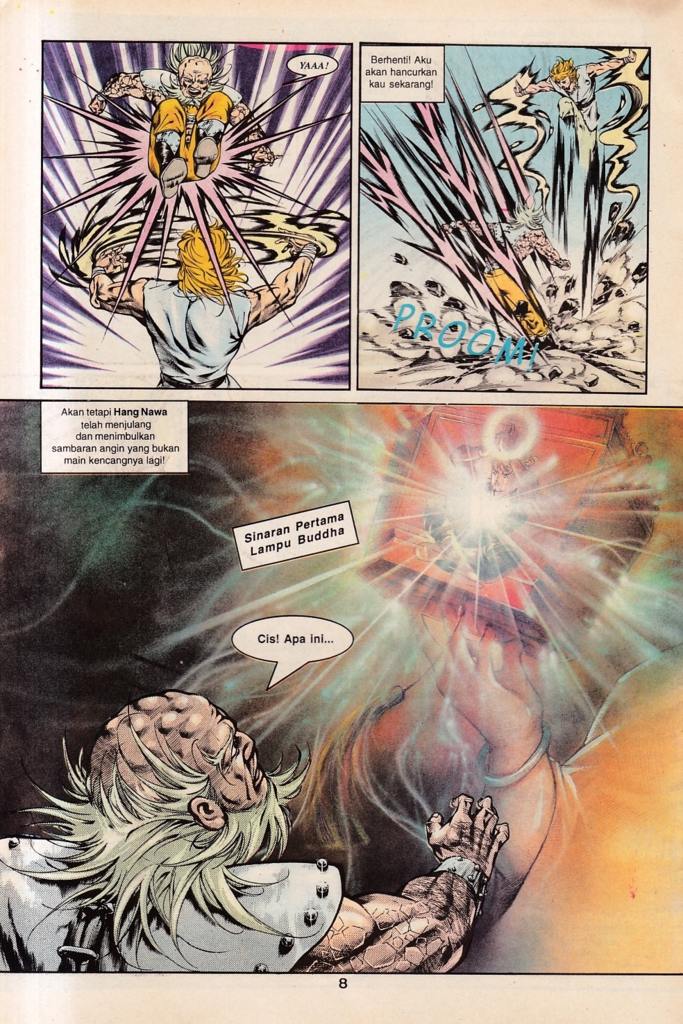 YAAA!
Berhenti! Aku
akan hancurkan
kau sekarang!
PROOM!
Akan tetapi Hang Nawa
telah menjulang
dan menimbulkan
sambaran angin yang bukan
main kencangnya lagi!
Sinaran Pertama
Lampu Buddha
Cis! Apa ini...
8